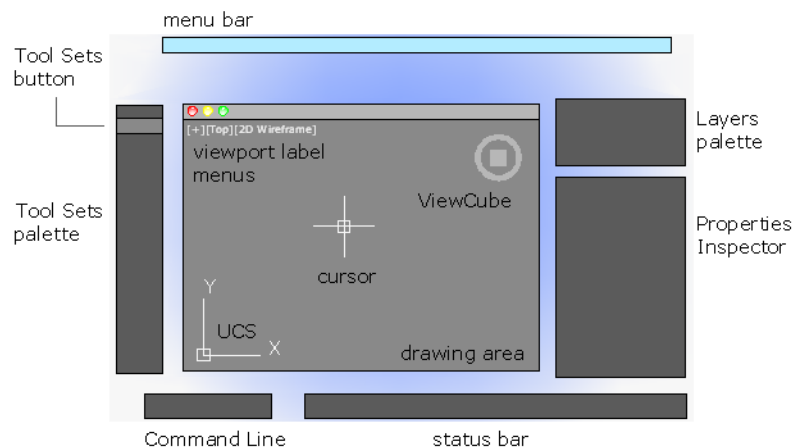 menu bar
Tool Sets
button
[+][Top][2D Wireframe]
viewport label
menus
ViewCube
Layers
palette
Tool Sets
palette
Properties
Inspector
cursor
Y
UCS
X
drawing area
Command Line
status bar